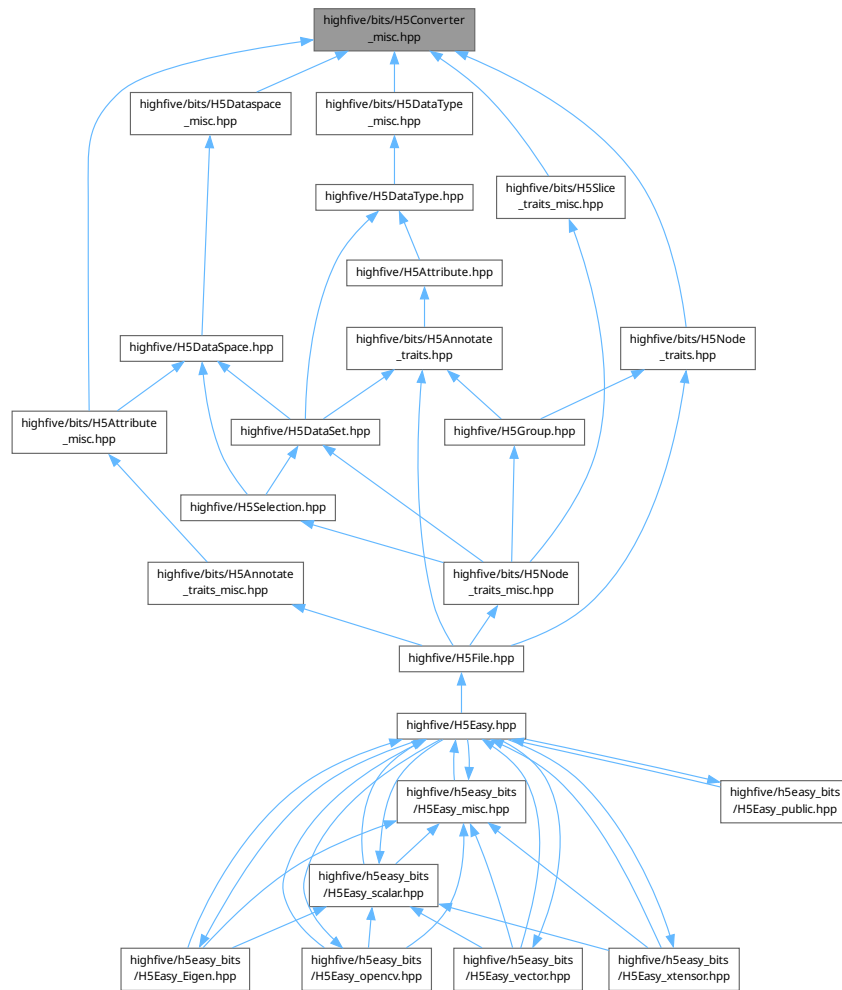 highfive/bits/H5Converter
_misc.hpp
highfive/bits/H5Dataspace
_misc.hpp
highfive/bits/H5DataType
_misc.hpp
highfive/H5DataType.hpp
highfive/bits/H5Slice
_traits_misc.hpp
highfive/H5Attribute.hpp
highfive/H5DataSpace.hpp
highfive/bits/H5Annotate
_traits.hpp
highfive/bits/H5Node
_traits.hpp
highfive/bits/H5Attribute
_misc.hpp
highfive/H5DataSet.hpp
highfive/H5Group.hpp
highfive/H5Selection.hpp
highfive/bits/H5Annotate
_traits_misc.hpp
highfive/bits/H5Node
_traits_misc.hpp
highfive/H5File.hpp
highfive/H5Easy.hpp
highfive/h5easy_bits
/H5Easy_misc.hpp
highfive/h5easy_bits
/H5Easy_public.hpp
highfive/h5easy_bits
/H5Easy_scalar.hpp
highfive/h5easy_bits
/H5Easy_Eigen.hpp
highfive/h5easy_bits
/H5Easy_opencv.hpp
highfive/h5easy_bits
/H5Easy_vector.hpp
highfive/h5easy_bits
/H5Easy_xtensor.hpp